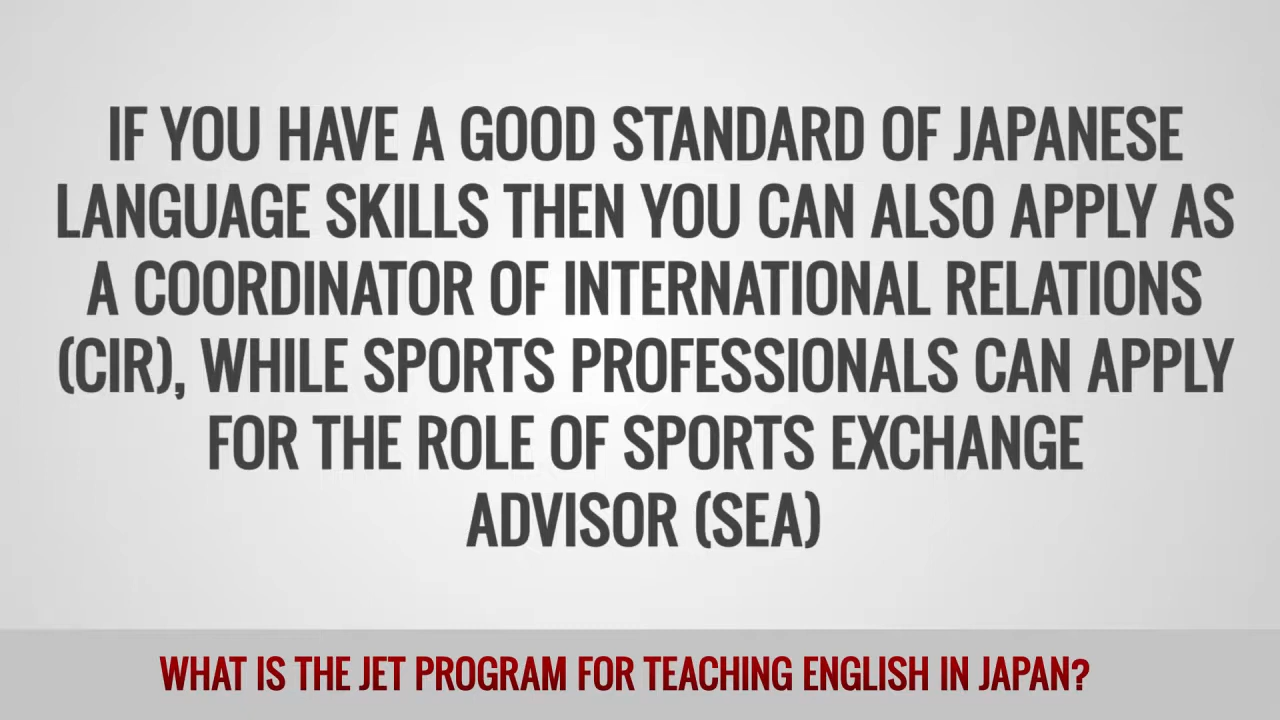 IF YOU HAVE A GOOD STANDARD OF JAPANESE
LANGUAGE SKILLS THEN YOU CAN ALSO APPLY AS
A COORDINATOR OF INTERNATIONAL RELATIONS
(CIR), WHILE SPORTS PROFESSIONALS CAN APPLY
FOR THE ROLE OF SPORTS EXCHANGE
ADVISOR (SEA)
WHAT IS THE JET PROGRAM FOR TEACHING ENGLISH IN JAPAN?